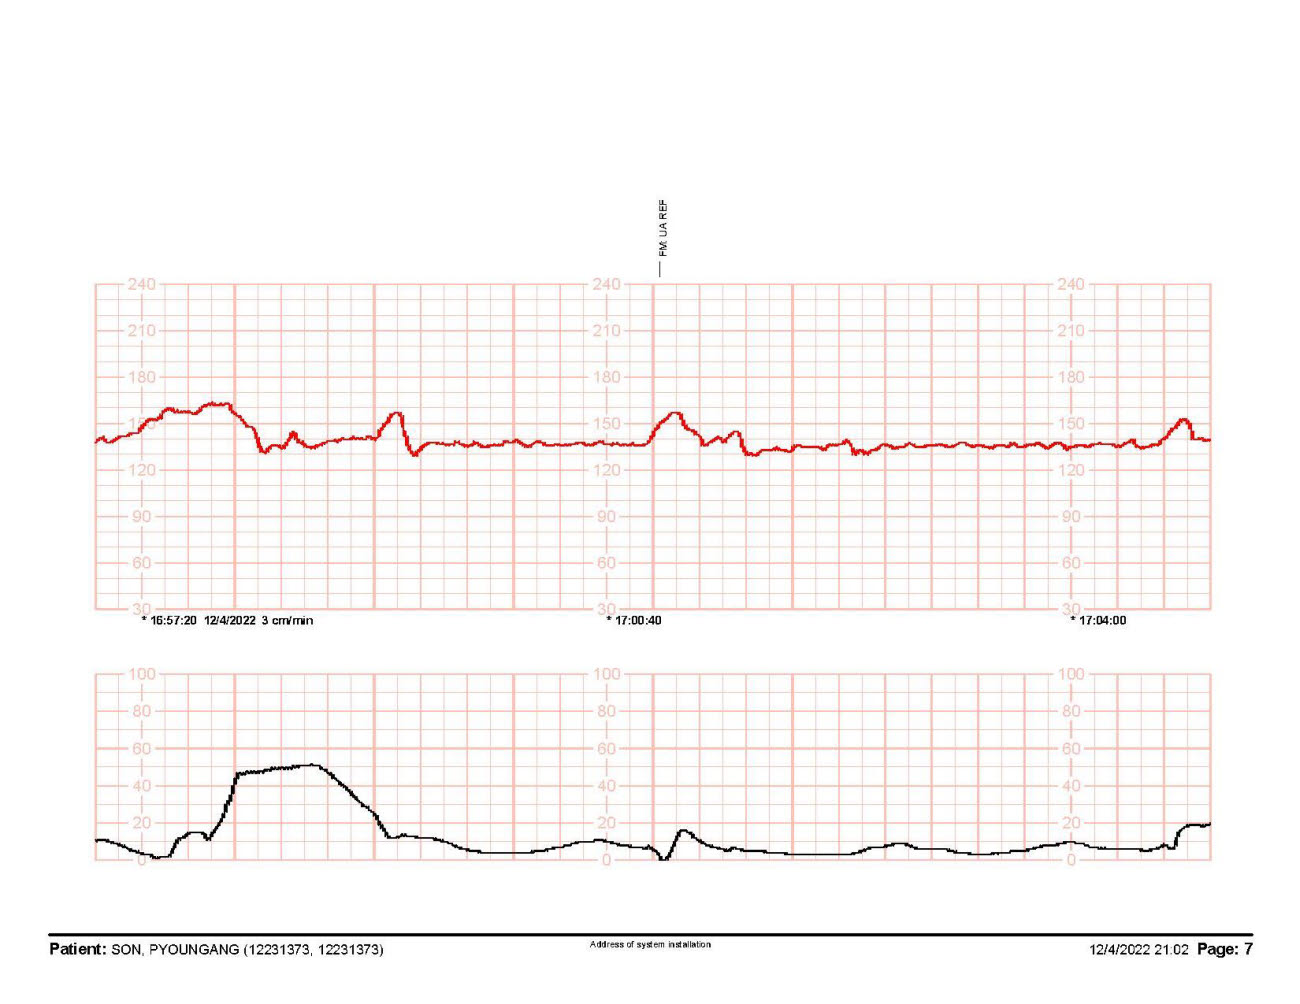 FM: UA REF
240 240 240
210 210 210
180 180 180
150 150 150
120 120 120
90 90 90
60 60 60
30 30 30
* 16:57:20 12/4/2022 3 cm/min * 17:00:40 * 17:04:00
100 100 100
80 80 80
60 60 60
40 40 40
20 20 20
0 0 0
Patient: SON, PYOUNGANG (12231373, 12231373) Address of system installation 12/4/2022 21:02 Page: 7